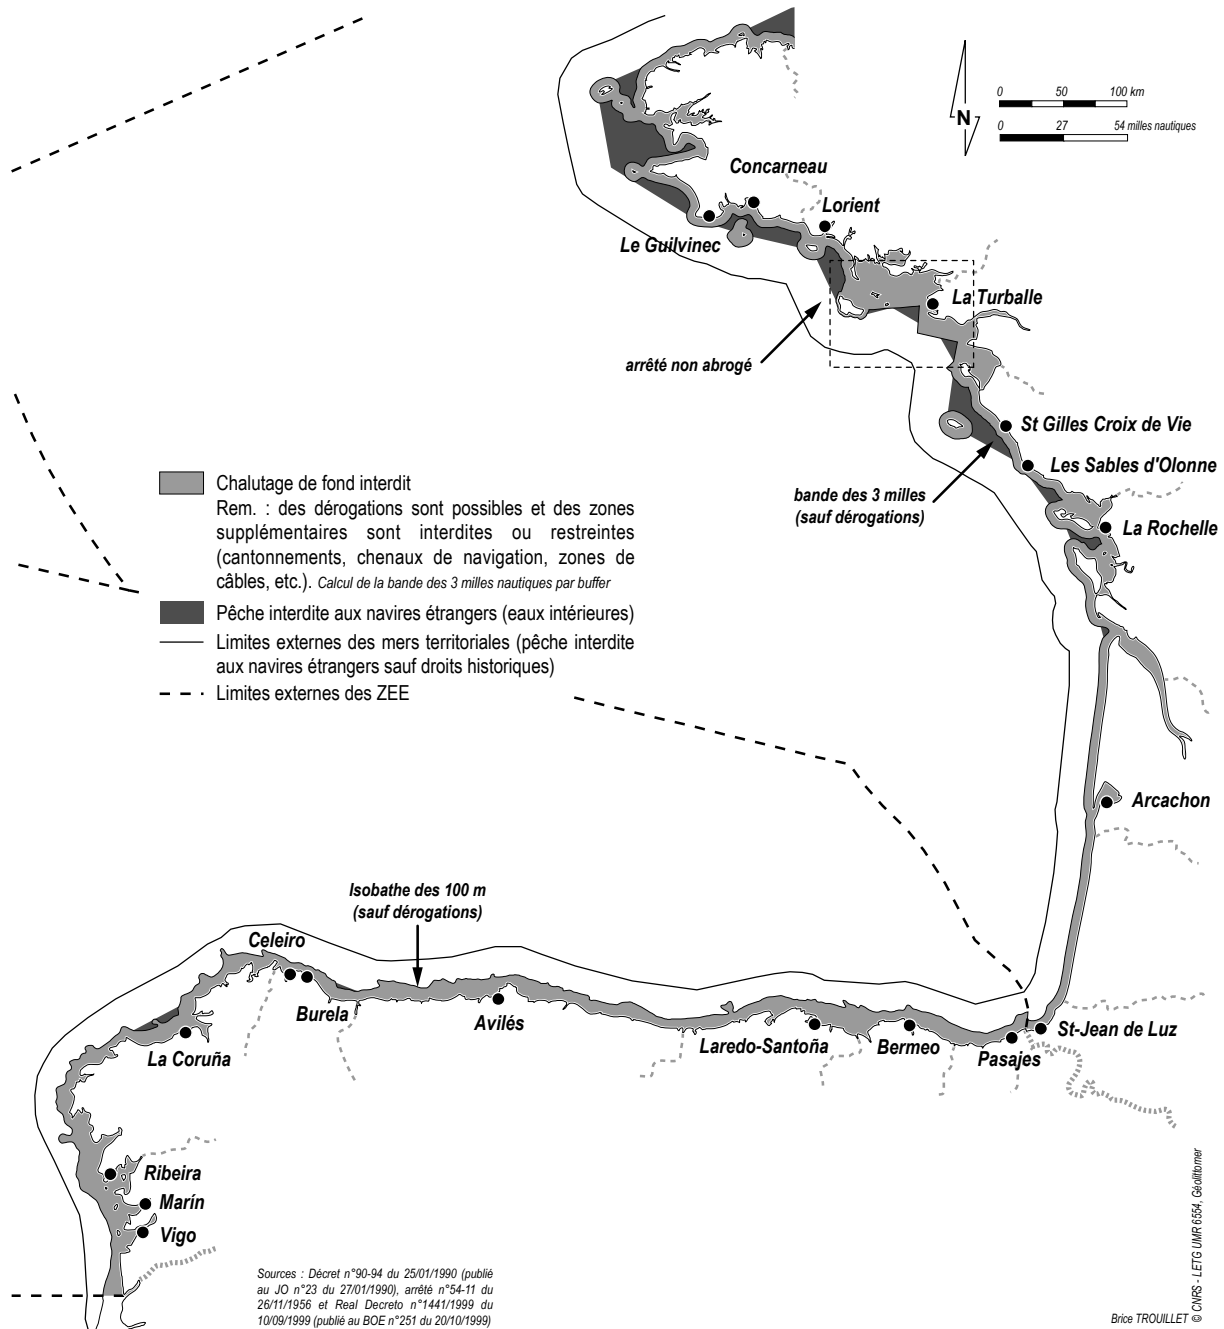 0 50 100 km
N
0 27 54 milles nautiques
Concarneau
Lorient
Le Guilvinec
La Turballe
arrêté non abrogé
St Gilles Croix de Vie
Les Sables d'Olonne
bande des 3 milles
(sauf dérogations)
La Rochelle
Chalutage de fond interdit
Rem. : des dérogations sont possibles et des zones
supplémentaires sont interdites ou restreintes
(cantonnements, chenaux de navigation, zones de
câbles, etc.). Calcul de la bande des 3 milles nautiques par buffer
Pêche interdite aux navires étrangers (eaux intérieures)
Limites externes des mers territoriales (pêche interdite
aux navires étrangers sauf droits historiques)
Limites externes des ZEE
Arcachon
Isobathe des 100 m
(sauf dérogations)
Celeiro
Burela
Avilés
La Coruña
Laredo-Santoña
Bermeo
Pasajes
St-Jean de Luz
Ribeira
Marín
Vigo
Sources : Décret n°90-94 du 25/01/1990 (publié
au JO n°23 du 27/01/1990), arrêté n°54-11 du
26/11/1956 et Real Decreto n°1441/1999 du
10/09/1999 (publié au BOE n°251 du 20/10/1999)
Brice TROUILLET © CNRS - LETG UMR 6554, Géolittomer